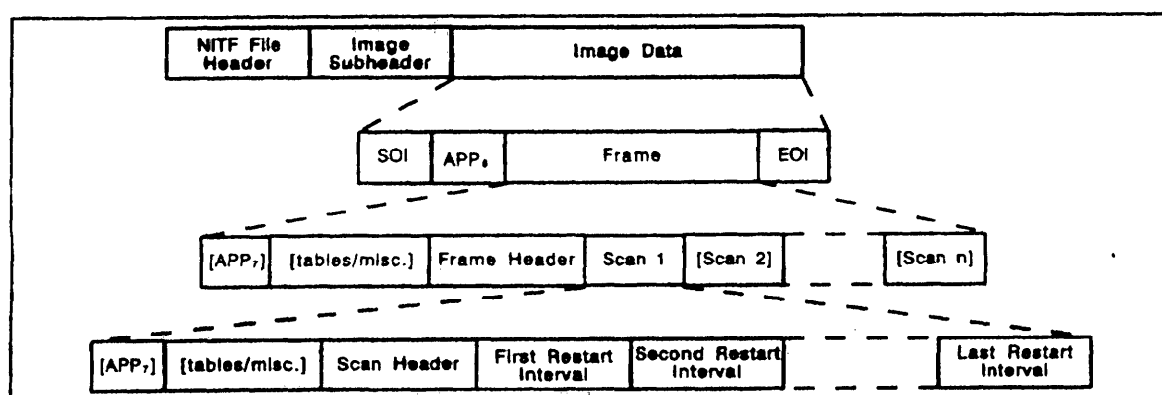 NITF File Header Image Subheader Image Data
SOI APP₆ Frame EOI
[APP₇] [tables/misc.] Frame Header Scan 1 [Scan 2] [Scan n]
[APP₇] [tables/misc.] Scan Header First Restart Interval Second Restart Interval Last Restart Interval